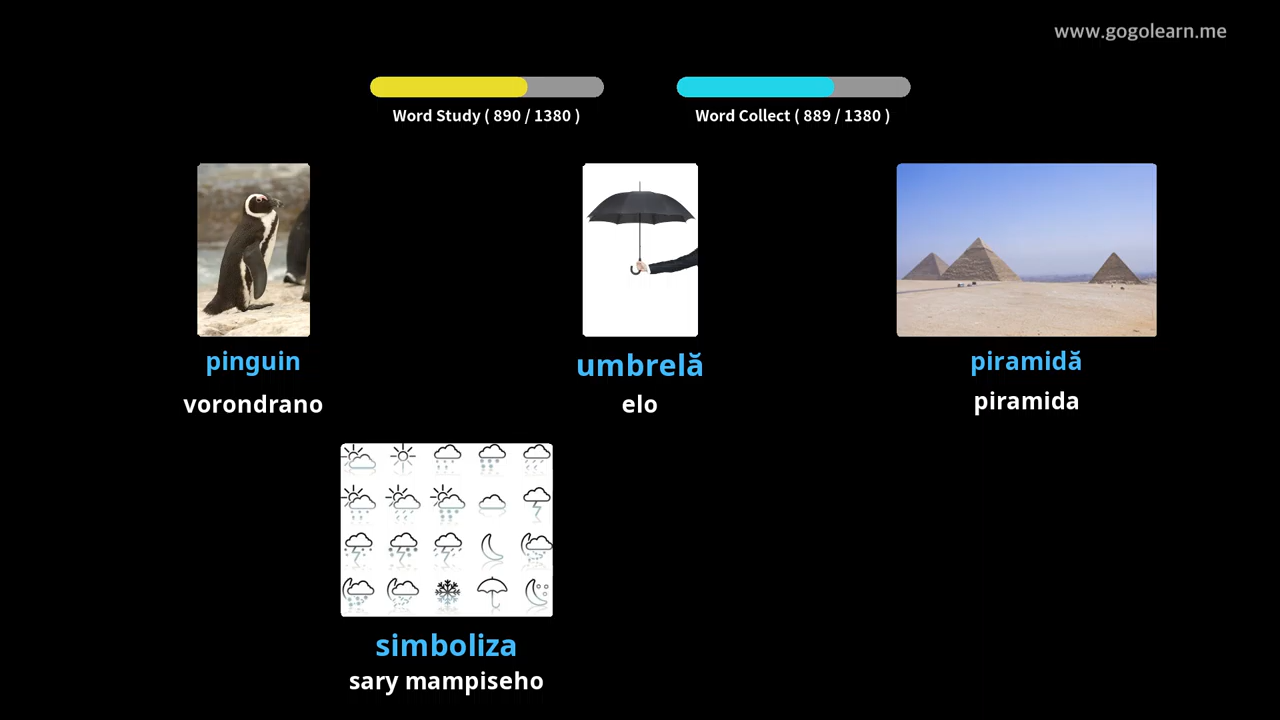 www.gogolearn.me
Word Study ( 890 / 1380 )
Word Collect ( 889 / 1380 )
pinguin
vorondrano
umbrelă
elo
piramidă
piramida
simboliza
sary mampiseho